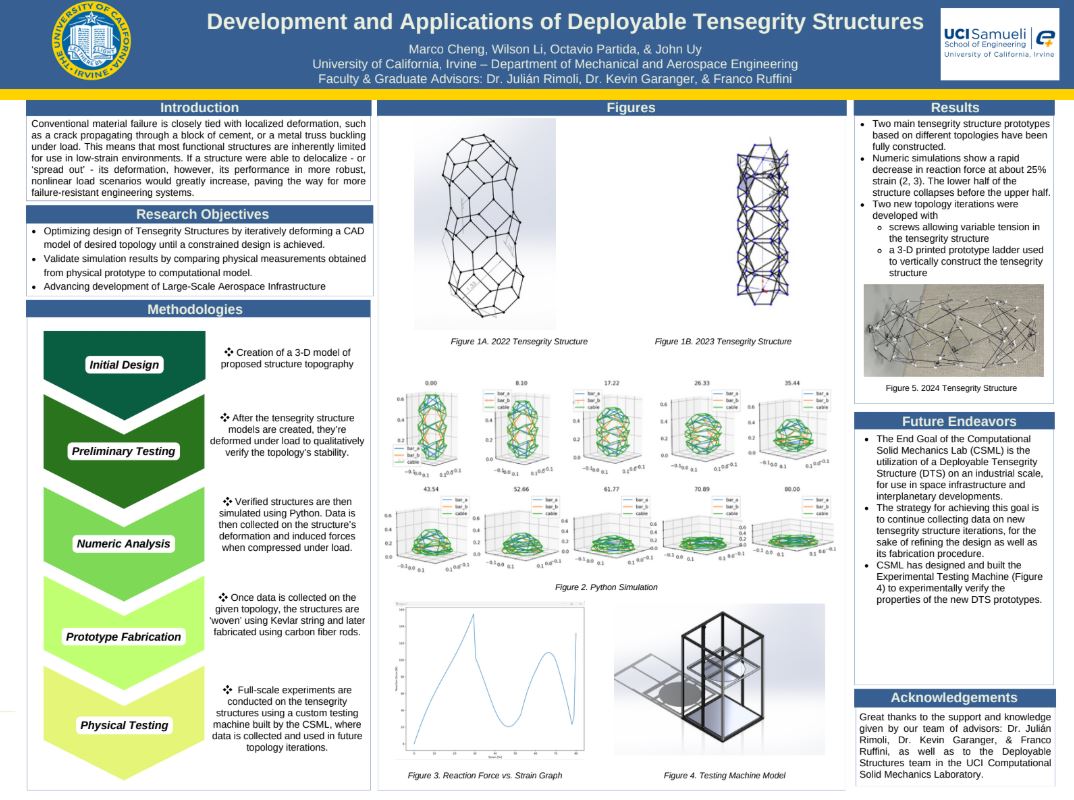 Development and Applications of Deployable Tensegrity Structures
Marco Cheng, Wilson Li, Octavio Partida, & John Uy
University of California, Irvine – Department of Mechanical and Aerospace Engineering
Faculty & Graduate Advisors: Dr. Julián Rimoli, Dr. Kevin Garanger, & Franco Ruffini
UCI Samueli
School of Engineering
University of California, Irvine
Introduction
Conventional material failure is closely tied with localized deformation, such
as a crack propagating through a block of cement, or a metal truss buckling
under load. This means that most functional structures are inherently limited
for use in low-strain environments. If a structure were able to delocalize - or
'spread out' - its deformation, however, its performance in more robust,
nonlinear load scenarios would greatly increase, paving the way for more
failure-resistant engineering systems.
Research Objectives
• Optimizing design of Tensegrity Structures by iteratively deforming a CAD
model of desired topology until a constrained design is achieved.
• Validate simulation results by comparing physical measurements obtained
from physical prototype to computational model.
• Advancing development of Large-Scale Aerospace Infrastructure
Methodologies
Initial Design
❖ Creation of a 3-D model of
proposed structure topography
Preliminary Testing
❖ After the tensegrity structure
models are created, they're
deformed under load to qualitatively
verify the topology's stability.
Numeric Analysis
❖ Verified structures are then
simulated using Python. Data is
then collected on the structure's
deformation and induced forces
when compressed under load.
Prototype Fabrication
❖ Once data is collected on the
given topology, the structures are
'woven' using Kevlar string and later
fabricated using carbon fiber rods.
Physical Testing
❖ Full-scale experiments are
conducted on the tensegrity
structures using a custom testing
machine built by the CSML, where
data is collected and used in future
topology iterations.
Figures
Figure 1A. 2022 Tensegrity Structure
Figure 1B. 2023 Tensegrity Structure
0.00 8.10 17.22 26.33 35.44
bar_a
bar_b
cable
43.54 52.66 61.77 70.89 80.00
bar_a
bar_b
cable
Figure 2. Python Simulation
Figure 3. Reaction Force vs. Strain Graph
Figure 4. Testing Machine Model
Results
• Two main tensegrity structure prototypes
based on different topologies have been
fully constructed.
• Numeric simulations show a rapid
decrease in reaction force at about 25%
strain (2, 3). The lower half of the
structure collapses before the upper half.
• Two new topology iterations were
developed with
○ screws allowing variable tension in
the tensegrity structure
○ a 3-D printed prototype ladder used
to vertically construct the tensegrity
structure
Figure 5. 2024 Tensegrity Structure
Future Endeavors
• The End Goal of the Computational
Solid Mechanics Lab (CSML) is the
utilization of a Deployable Tensegrity
Structure (DTS) on an industrial scale,
for use in space infrastructure and
interplanetary developments.
• The strategy for achieving this goal is
to continue collecting data on new
tensegrity structure iterations, for the
sake of refining the design as well as
its fabrication procedure.
• CSML has designed and built the
Experimental Testing Machine (Figure
4) to experimentally verify the
properties of the new DTS prototypes.
Acknowledgements
Great thanks to the support and knowledge
given by our team of advisors: Dr. Julián
Rimoli, Dr. Kevin Garanger, & Franco
Ruffini, as well as to the Deployable
Structures team in the UCI Computational
Solid Mechanics Laboratory.